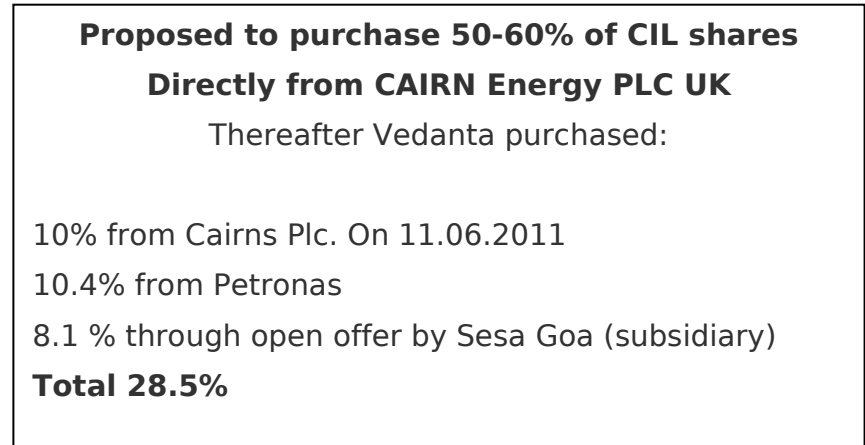 Proposed to purchase 50-60% of CIL shares
Directly from CAIRN Energy PLC UK
Thereafter Vedanta purchased:
10% from Cairns Plc. On 11.06.2011
10.4% from Petronas
8.1 % through open offer by Sesa Goa (subsidiary)
Total 28.5%